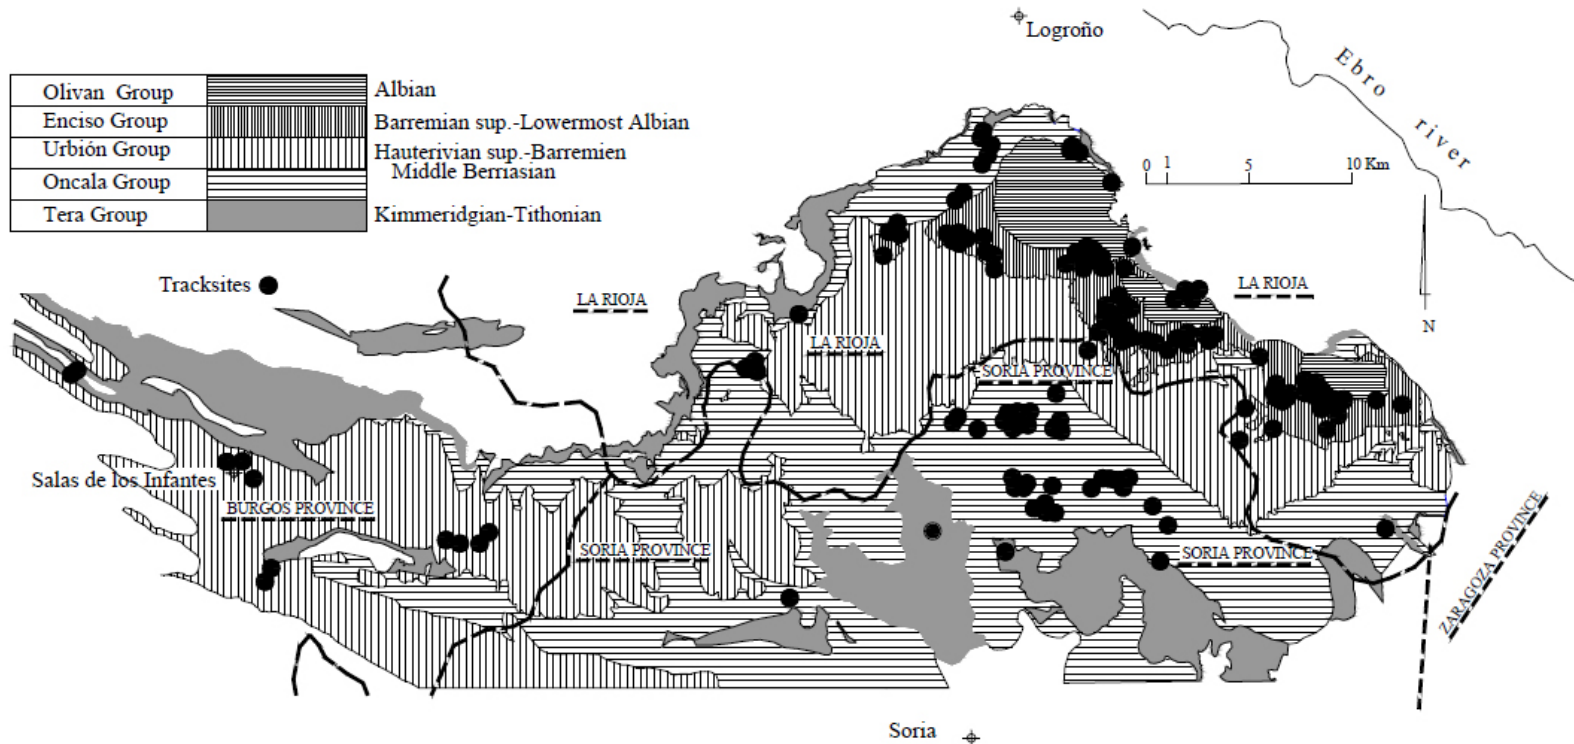 Logroño
Ebro river
Olivan Group
Albian
Enciso Group
Barremian sup.-Lowermost Albian
Urbión Group
Hauterivian sup.-Barremien
Middle Berriasian
Oncala Group
Tera Group
Kimmeridgian-Tithonian
0 1 5 10 Km
Tracksites
LA RIOJA
LA RIOJA
LA RIOJA
N
SORIA PROVINCE
Salas de los Infantes
BURGOS PROVINCE
SORIA PROVINCE
SORIA PROVINCE
ZARAGOZA PROVINCE
Soria